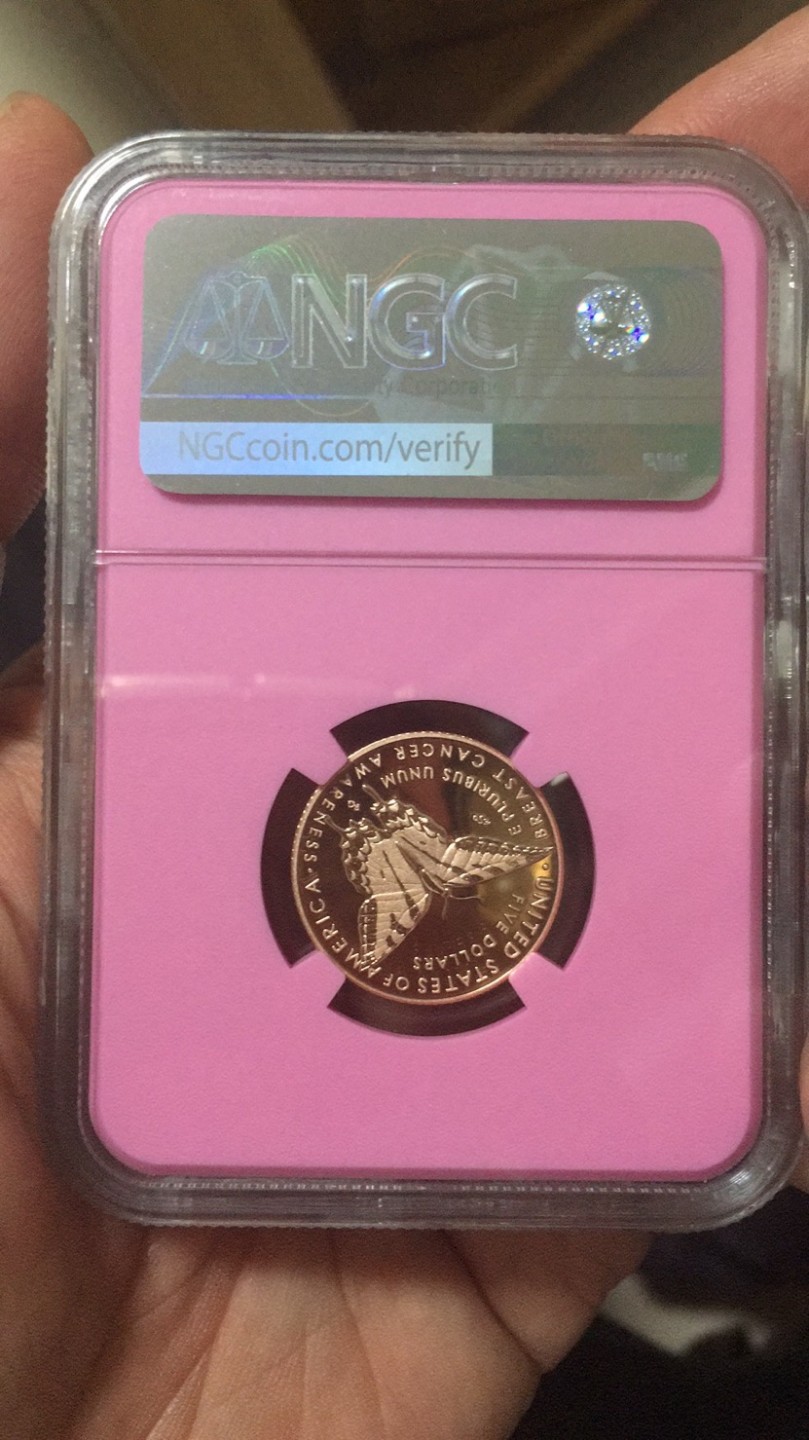 NGC
NGCcoin.com/verify
BREAST CANCER AWARENESS
E PLURIBUS UNUM
FIVE DOLLARS
UNITED STATES OF AMERICA